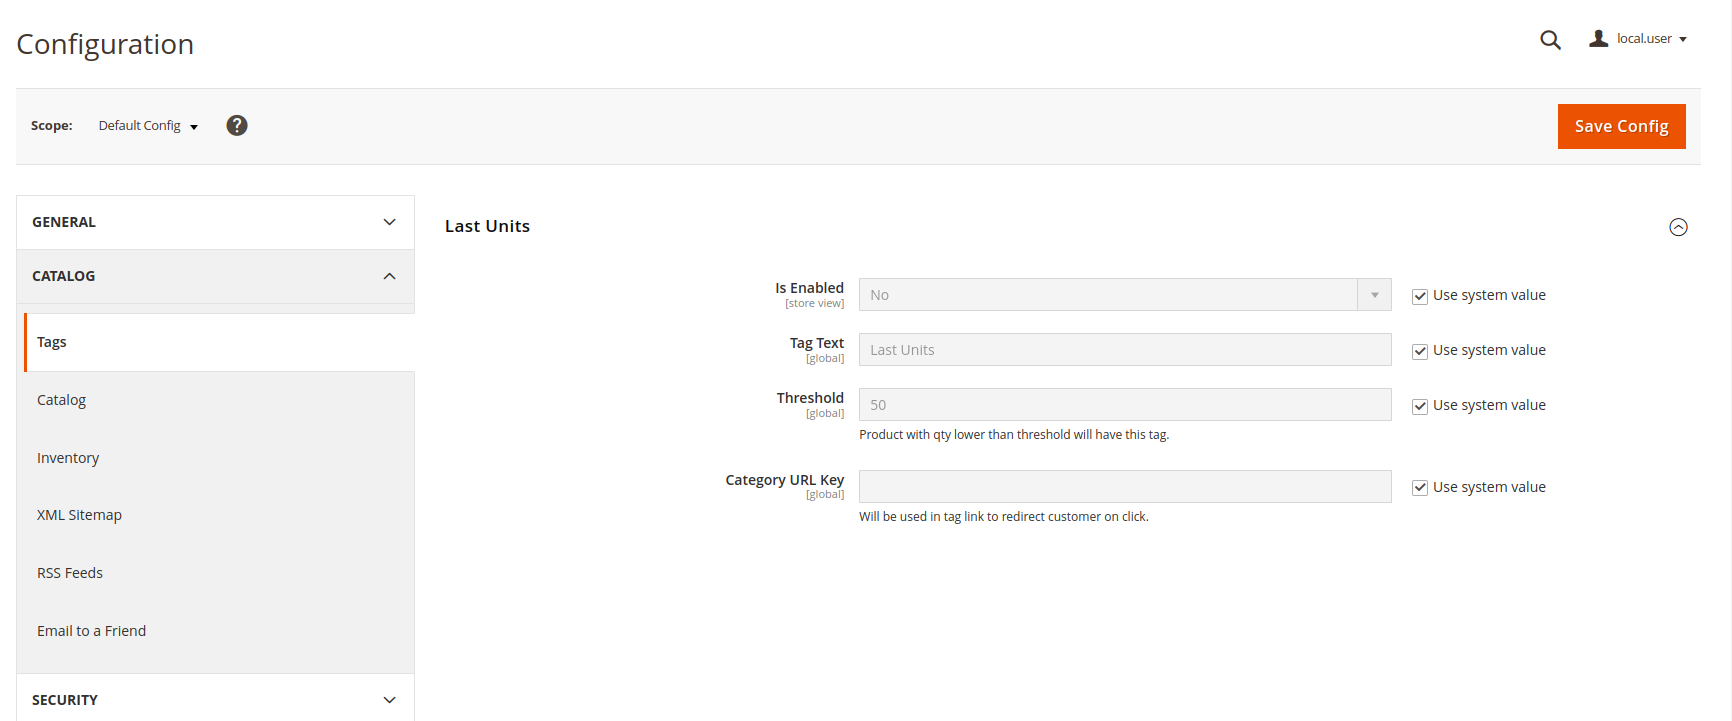 Configuration
local.user
Scope: Default Config ?
Save Config
GENERAL
CATALOG
Tags
Catalog
Inventory
XML Sitemap
RSS Feeds
Email to a Friend
SECURITY
Last Units
Is Enabled
[store view]
No
Use system value
Tag Text
[global]
Last Units
Use system value
Threshold
[global]
50
Use system value
Product with qty lower than threshold will have this tag.
Category URL Key
[global]
Use system value
Will be used in tag link to redirect customer on click.